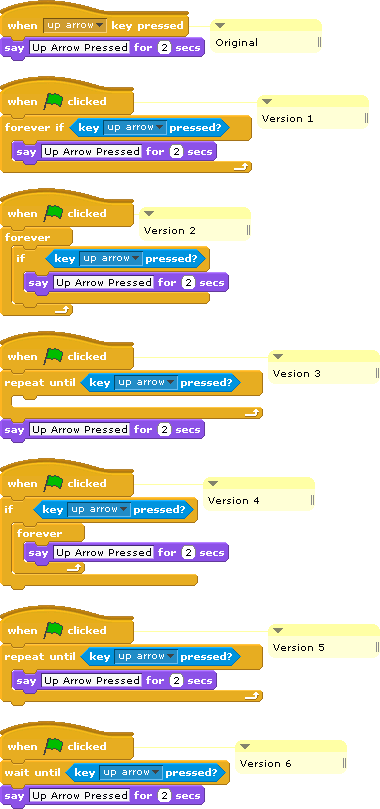 when up arrow key pressed
Original
say Up Arrow Pressed for 2 secs
when clicked
Version 1
forever if key up arrow pressed?
say Up Arrow Pressed for 2 secs
when clicked
Version 2
forever
if key up arrow pressed?
say Up Arrow Pressed for 2 secs
when clicked
Vesion 3
repeat until key up arrow pressed?
say Up Arrow Pressed for 2 secs
when clicked
Version 4
if key up arrow pressed?
forever
say Up Arrow Pressed for 2 secs
when clicked
Version 5
repeat until key up arrow pressed?
say Up Arrow Pressed for 2 secs
when clicked
Version 6
wait until key up arrow pressed?
say Up Arrow Pressed for 2 secs